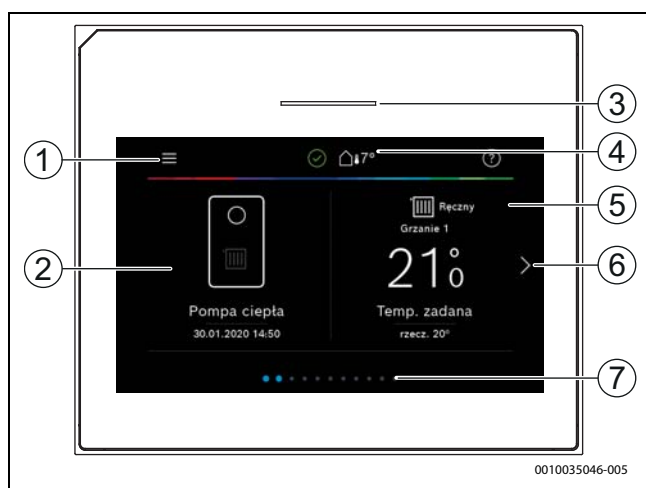 7°
?
Ręczny
Grzanie 1
21°0
Temp. zadana
rzecz. 20°
Pompa ciepła
30.01.2020 14:50
1
2
3
4
5
6
7
0010035046-005